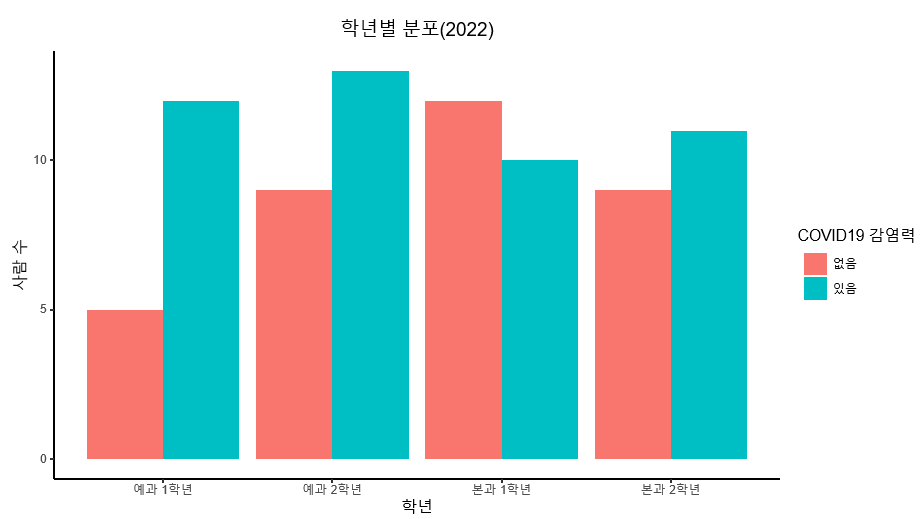 학년별 분포(2022)
사람 수
10
5
0
예과 1학년
예과 2학년
본과 1학년
본과 2학년
학년
COVID19 감염력
없음
있음